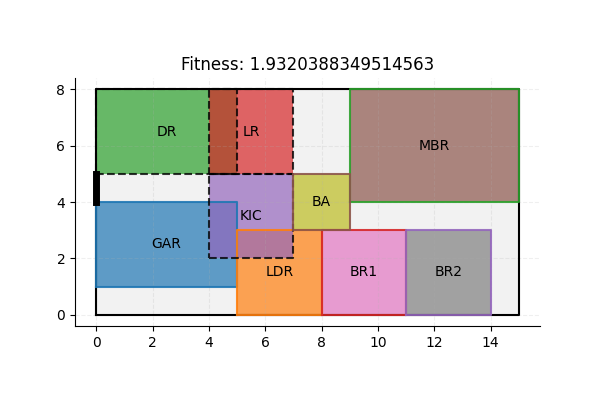 Fitness: 1.9320388349514563
8
DR
LR
MBR
6
BA
4
KIC
GAR
2
LDR
BR1
BR2
0
0 2 4 6 8 10 12 14